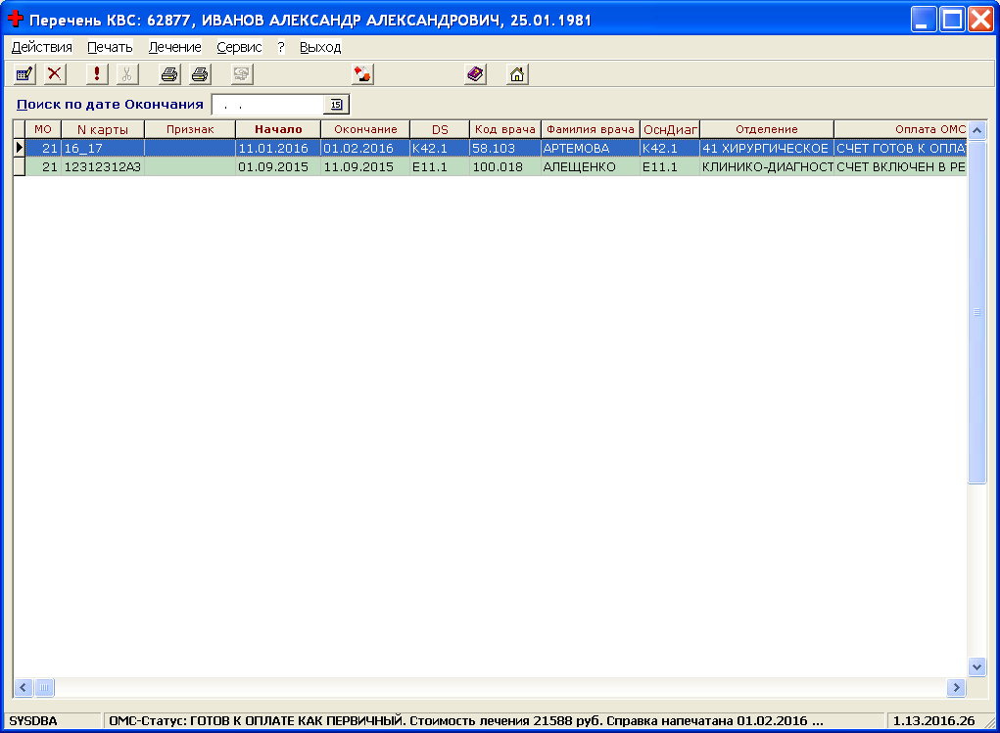 Перечень КВС: 62877, ИВАНОВ АЛЕКСАНДР АЛЕКСАНДРОВИЧ, 25.01.1981
Действия Печать Лечение Сервис ? Выход
Поиск по дате Окончания . . 15
МО N карты Признак Начало Окончание DS Код врача Фамилия врача ОснДиаг Отделение Оплата ОМС
21 16_17 11.01.2016 01.02.2016 K42.1 58.103 АРТЕМОВА K42.1 41 ХИРУРГИЧЕСКОЕ СЧЕТ ГОТОВ К ОПЛАТ
21 12312312АЗ 01.09.2015 11.09.2015 E11.1 100.018 АЛЕЩЕНКО E11.1 КЛИНИКО-ДИАГНОСТ СЧЕТ ВКЛЮЧЕН В РЕ
SYSDBA ОМС-Статус: ГОТОВ К ОПЛАТЕ КАК ПЕРВИЧНЫЙ. Стоимость лечения 21588 руб. Справка напечатана 01.02.2016 ... 1.13.2016.26